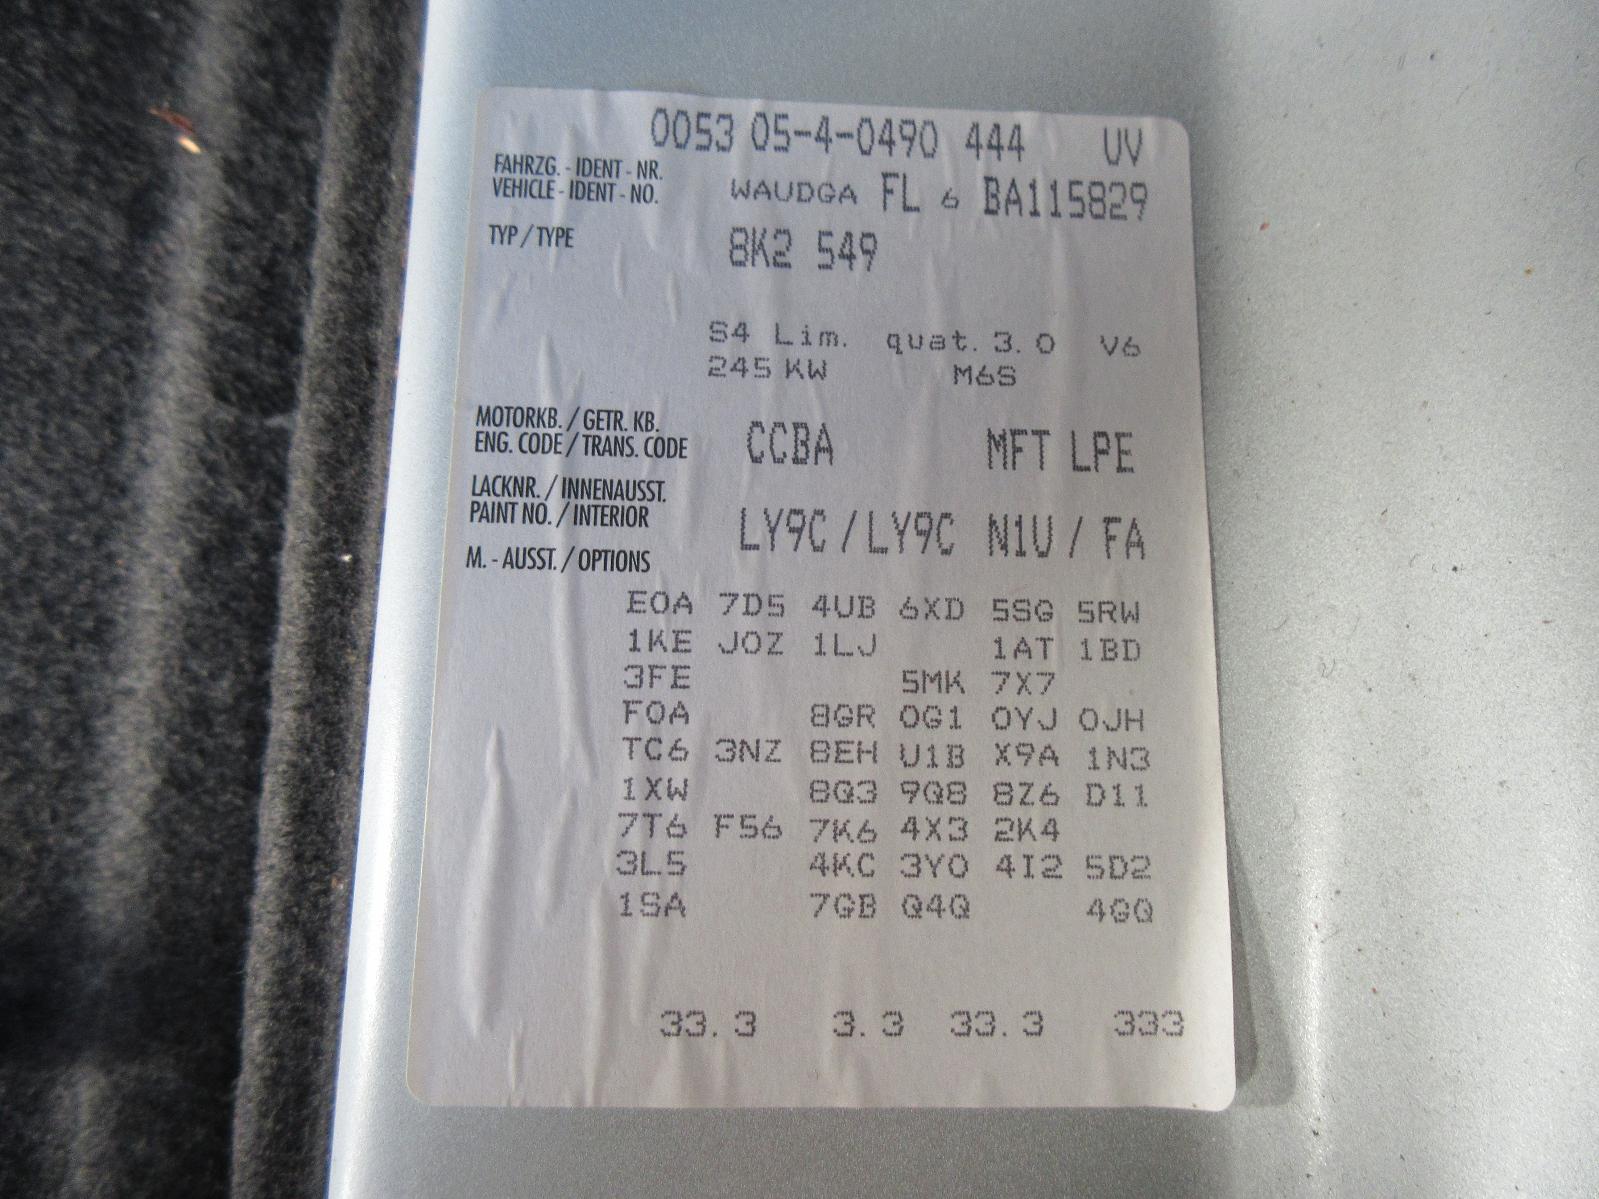 0053 05-4-0490 444 UV
FAHRZG. - IDENT - NR.
VEHICLE - IDENT - NO. WAUDGA FL 6 BA115829
TYP / TYPE 8K2 549
S4 Lim. quat. 3.0 V6
245 KW M6S
MOTORKB. / GETR. KB.
ENG. CODE / TRANS. CODE CCBA MFT LPE
LACKNR. / INNENAUSST.
PAINT NO. / INTERIOR LY9C / LY9C N1U / FA
M. - AUSST. / OPTIONS
E0A 7D5 4UB 6XD 5SG 5RW
1KE J0Z 1LJ 1AT 1BD
3FE 5MK 7X7
F0A 8GR 0G1 0YJ 0JH
TC6 3NZ 8EH U1B X9A 1N3
1XW 8Q3 9Q8 8Z6 D11
7T6 F56 7K6 4X3 2K4
3L5 4KC 3Y0 4I2 5D2
1SA 7GB Q4Q 4GQ
33. 3 3. 3 33. 3 333